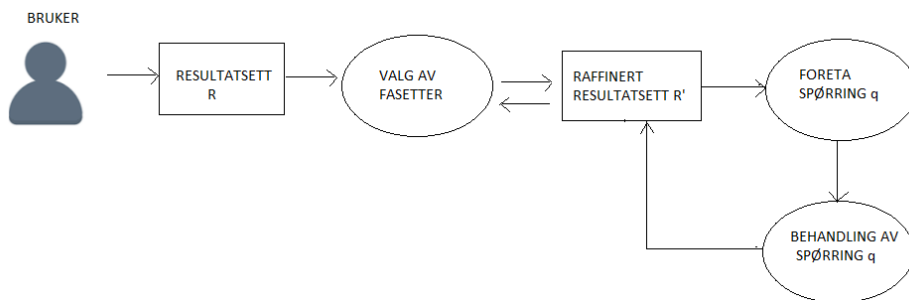 BRUKER
RESULTATSETT
R
VALG AV
FASETTER
RAFFINERT
RESULTATSETT R'
FORETA
SPØRRING q
BEHANDLING AV
SPØRRING q